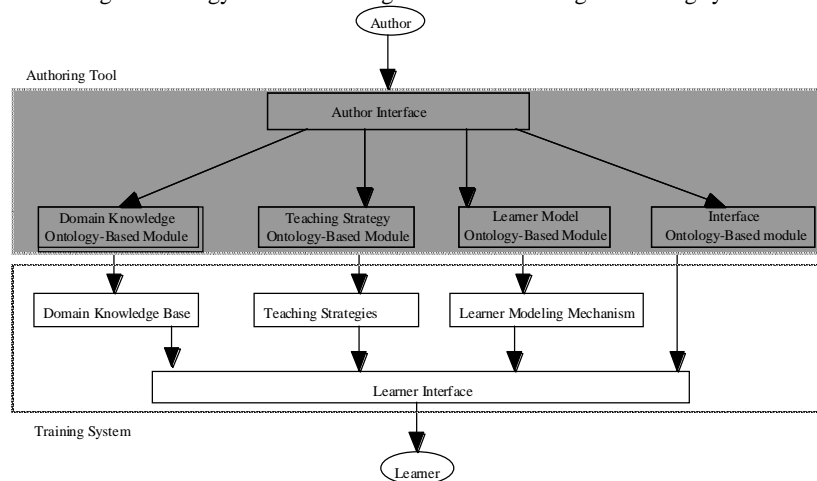 Author
Authoring Tool
Author Interface
Domain Knowledge
Ontology-Based Module
Teaching Strategy
Ontology-Based Module
Learner Model
Ontology-Based Module
Interface
Ontology-Based module
Domain Knowledge Base
Teaching Strategies
Learner Modeling Mechanism
Learner Interface
Training System
Learner